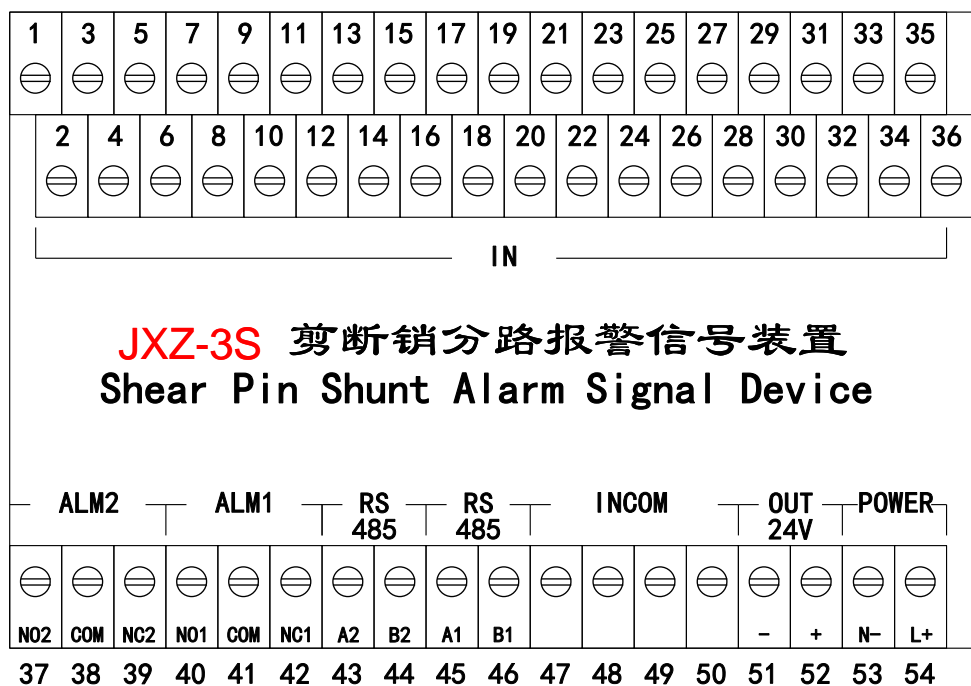 1 3 5 7 9 11 13 15 17 19 21 23 25 27 29 31 33 35
2 4 6 8 10 12 14 16 18 20 22 24 26 28 30 32 34 36
IN
JXZ-3S 剪断销分路报警信号装置
Shear Pin Shunt Alarm Signal Device
ALM2 ALM1 RS RS INCOM OUT POWER
485 485 24V
NO2 COM NC2 NO1 COM NC1 A2 B2 A1 B1 - + N- L+
37 38 39 40 41 42 43 44 45 46 47 48 49 50 51 52 53 54